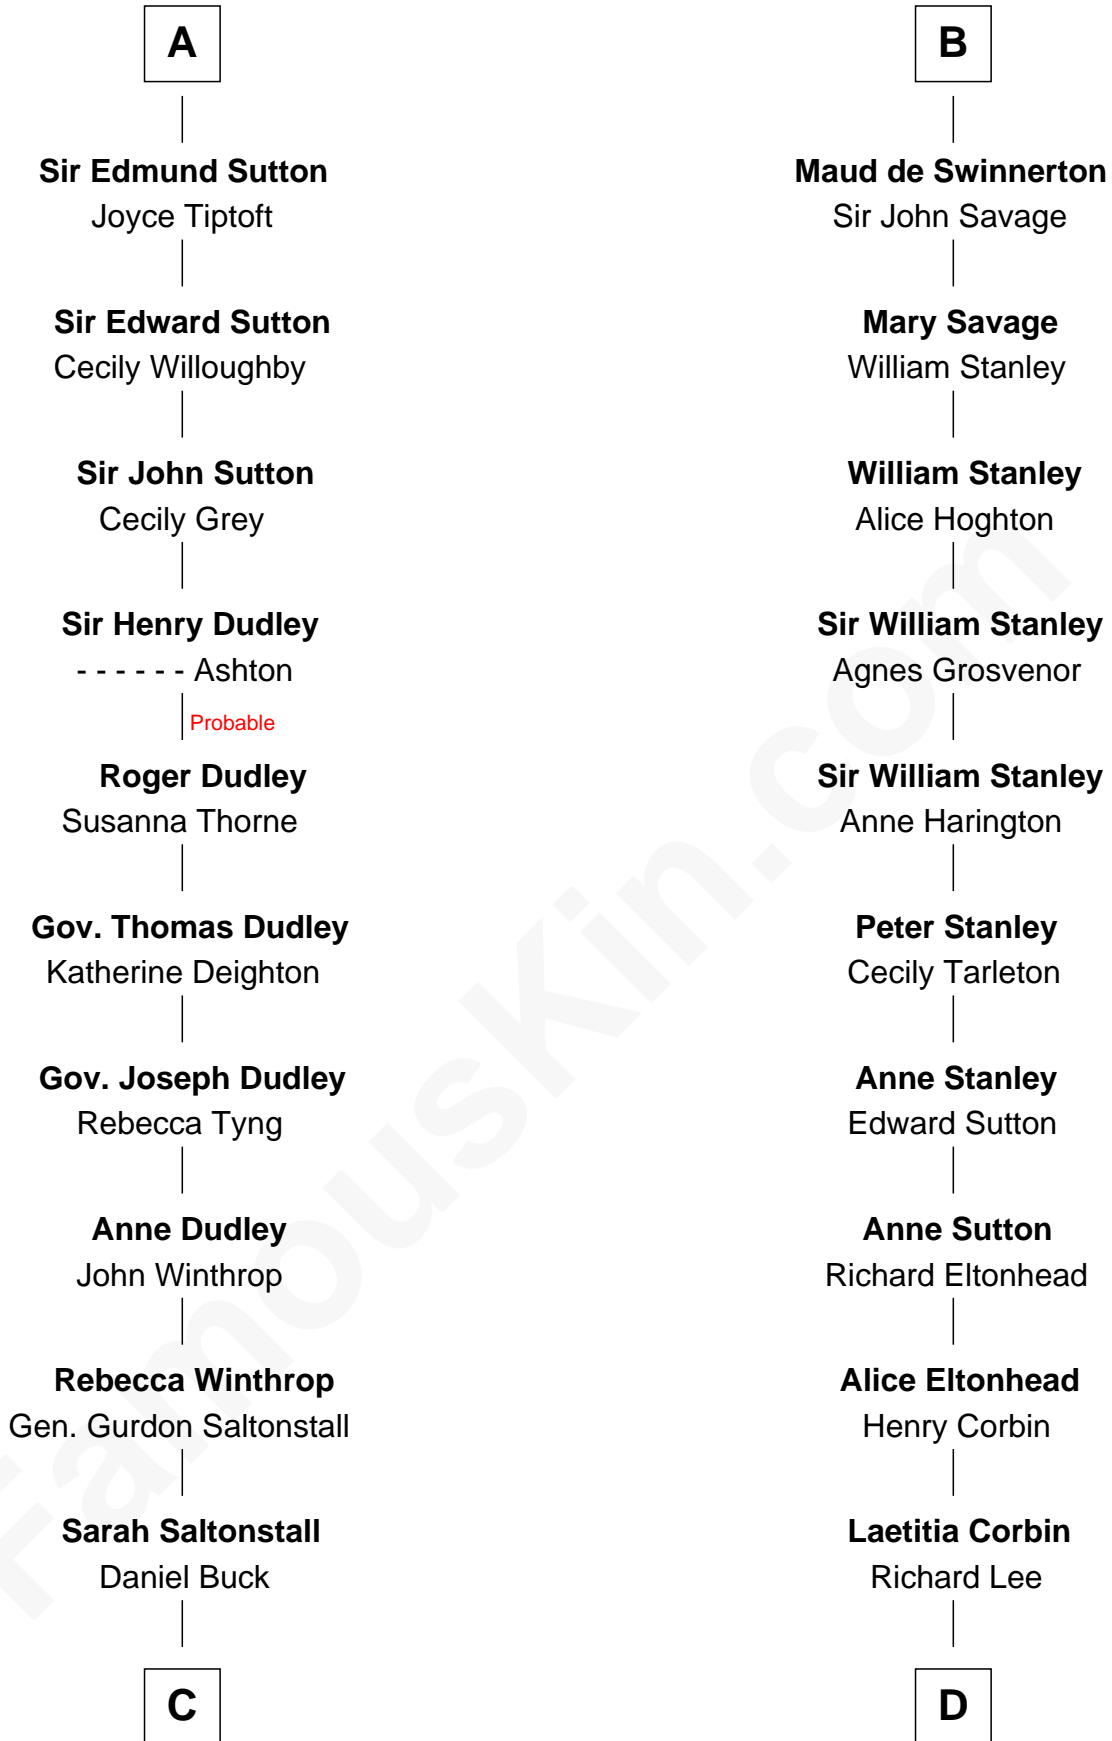 A
Sir Edmund Sutton
Joyce Tiptoft
Sir Edward Sutton
Cecily Willoughby
Sir John Sutton
Cecily Grey
Sir Henry Dudley
- - - - - - Ashton
Probable
Roger Dudley
Susanna Thorne
Gov. Thomas Dudley
Katherine Deighton
Gov. Joseph Dudley
Rebecca Tyng
Anne Dudley
John Winthrop
Rebecca Winthrop
Gen. Gurdon Saltonstall
Sarah Saltonstall
Daniel Buck
C
B
Maud de Swinnerton
Sir John Savage
Mary Savage
William Stanley
William Stanley
Alice Hoghton
Sir William Stanley
Agnes Grosvenor
Sir William Stanley
Anne Harington
Peter Stanley
Cecily Tarleton
Anne Stanley
Edward Sutton
Anne Sutton
Richard Eltonhead
Alice Eltonhead
Henry Corbin
Laetitia Corbin
Richard Lee
D
FamousKin.com